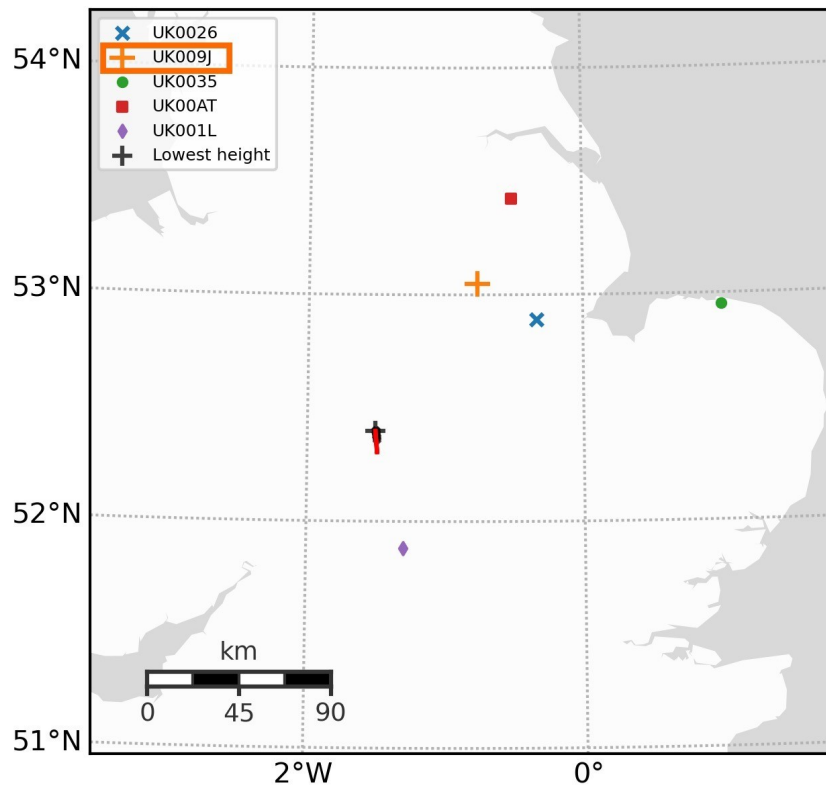 UK0026
UK009J
UK0035
UK00AT
UK001L
Lowest height
54°N
53°N
52°N
51°N
km
0 45 90
2°W 0°